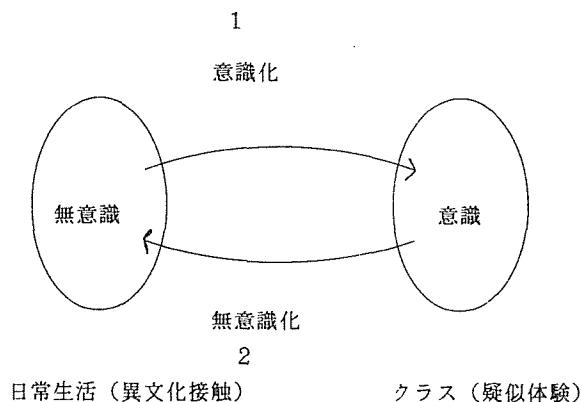 1
意識化
無意識
意識
無意識化
2
日常生活（異文化接触）
クラス（疑似体験）